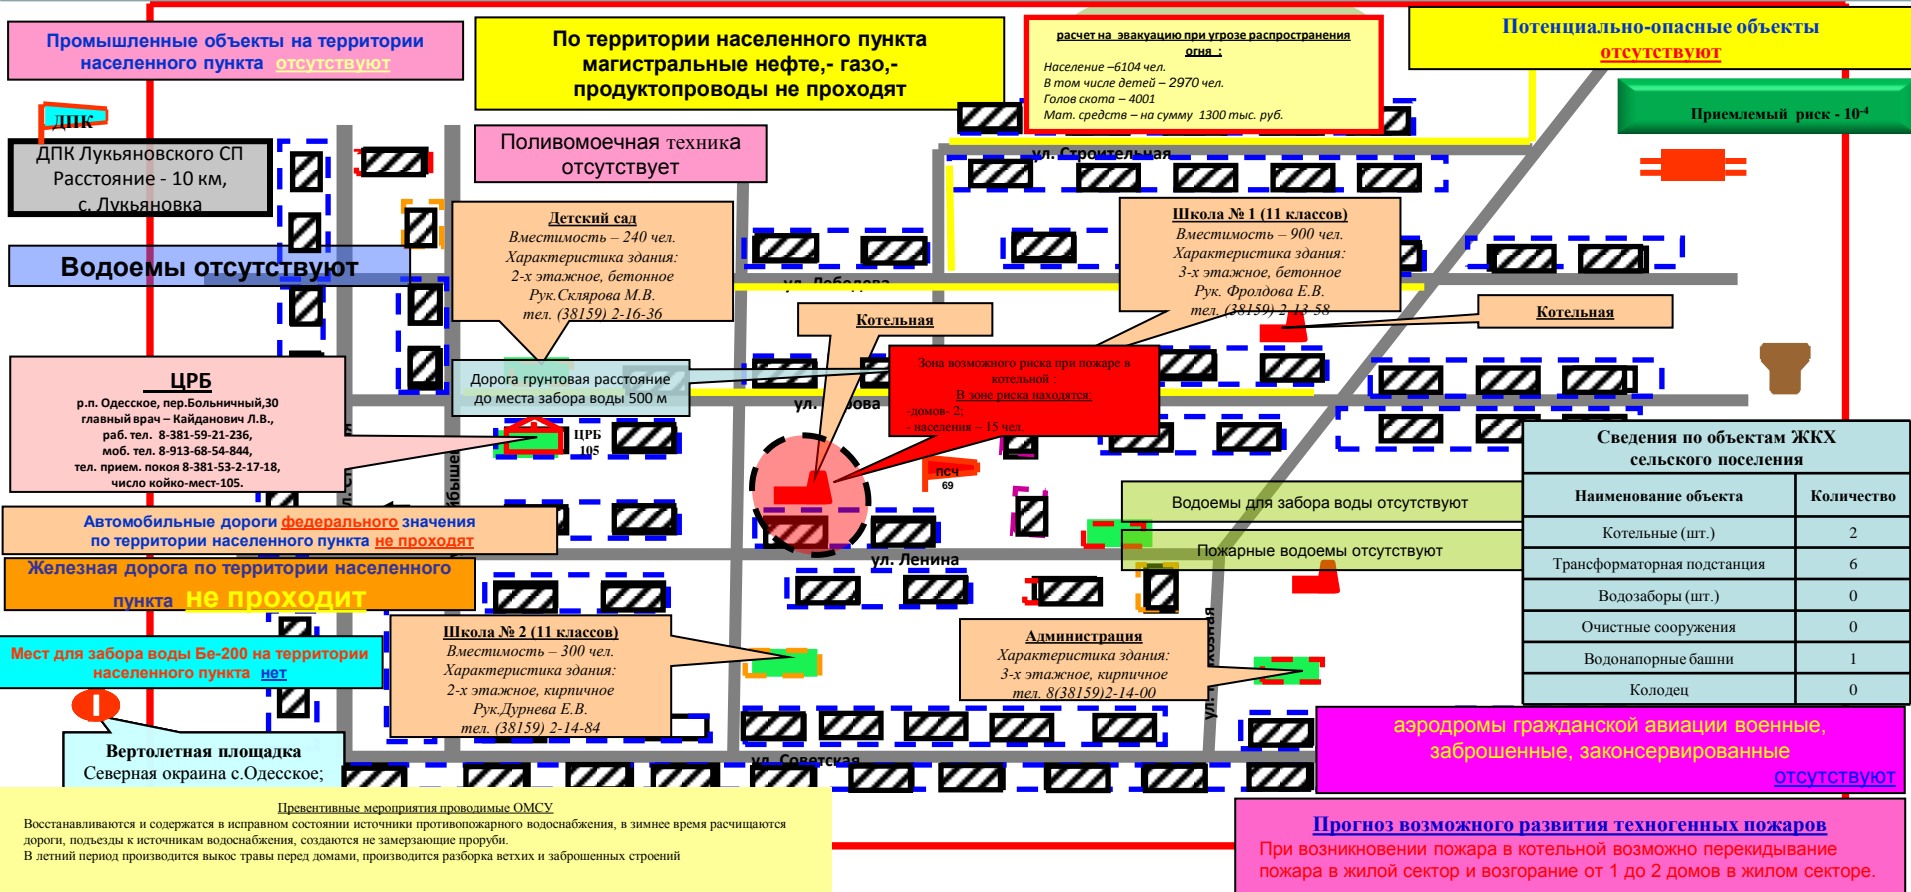 Промышленные объекты на территории
населенного пункта отсутствуют
По территории населенного пункта
магистральные нефте,- газо,-
продуктопроводы не проходят
расчет на эвакуацию при угрозе распространения
огня :
Население –6104 чел.
В том числе детей – 2970 чел.
Голов скота – 4001
Мат. средств – на сумму 1300 тыс. руб.
Потенциально-опасные объекты
отсутствуют
Приемлемый риск - 10-4
ДПК
ДПК Лукьяновского СП
Расстояние - 10 км,
с. Лукьяновка
Поливомоечная техника
отсутствует
ул. Строительная
Детский сад
Вместимость – 240 чел.
Характеристика здания:
2-х этажное, бетонное
Рук.Склярова М.В.
тел. (38159) 2-16-36
Школа № 1 (11 классов)
Вместимость – 900 чел.
Характеристика здания:
3-х этажное, бетонное
Рук. Фролдова Е.В.
тел. (38159) 2-13-58
Водоемы отсутствуют
ул.
Котельная
Котельная
ЦРБ
р.п. Одесское, пер.Больничный,30
главный врач – Кайданович Л.В.,
раб. тел. 8-381-59-21-236,
моб. тел. 8-913-68-54-844,
тел. прием. покоя 8-381-53-2-17-18,
число койко-мест-105.
Дорога грунтовая расстояние
до места забора воды 500 м
Зона возможного риска при пожаре в
котельной :
В зоне риска находятся:
-домов- 2;
- населения – 15 чел.
ул.
рова
ЦРБ
105
ПСЧ
69
Водоемы для забора воды отсутствуют
Пожарные водоемы отсутствуют
Сведения по объектам ЖКХ
сельского поселения
Наименование объекта Количество
Котельные (шт.) 2
Трансформаторная подстанция 6
Водозаборы (шт.) 0
Очистные сооружения 0
Водонапорные башни 1
Колодец 0
Автомобильные дороги федерального значения
по территории населенного пункта не проходят
ул. Ленина
Железная дорога по территории населенного
пункта не проходит
Школа № 2 (11 классов)
Вместимость – 300 чел.
Характеристика здания:
2-х этажное, кирпичное
Рук.Дурнева Е.В.
тел. (38159) 2-14-84
Администрация
Характеристика здания:
3-х этажное, кирпичное
тел. 8(38159)2-14-00
Мест для забора воды Бе-200 на территории
населенного пункта нет
Вертолетная площадка
Северная окраина с.Одесское;
ул. Советская
аэродромы гражданской авиации военные,
заброшенные, законсервированные
отсутствуют
Превентивные мероприятия проводимые ОМСУ
Восстанавливаются и содержатся в исправном состоянии источники противопожарного водоснабжения, в зимнее время расчищаются
дороги, подъезды к источникам водоснабжения, создаются не замерзающие проруби.
В летний период производится выкос травы перед домами, производится разборка ветхих и заброшенных строений
Прогноз возможного развития техногенных пожаров
При возникновении пожара в котельной возможно перекидывание
пожара в жилой сектор и возгорание от 1 до 2 домов в жилом секторе.